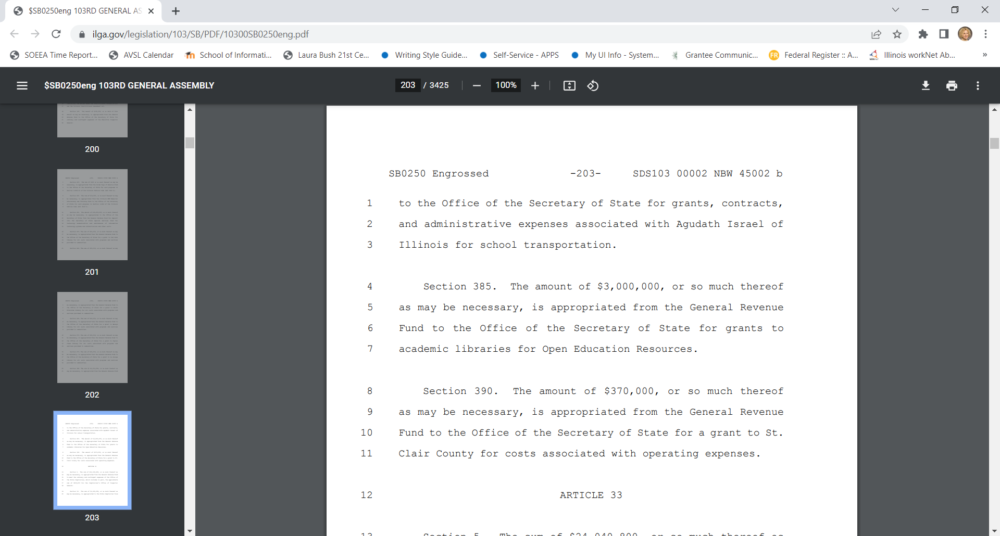 $SB0250eng 103RD GENERAL AS
ilga.gov/legislation/103/SB/PDF/10300SB0250eng.pdf
SOEEA Time Report... AVSL Calendar School of Informati... Laura Bush 21st Ce... Writing Style Guide... Self-Service - APPS My UI Info - System... Grantee Communic... FR Federal Register :: A... Illinois workNet Ab... »
$SB0250eng 103RD GENERAL ASSEMBLY 203 / 3425 100%
200
201
202
203
SB0250 Engrossed -203- SDS103 00002 NBW 45002 b
1 to the Office of the Secretary of State for grants, contracts,
2 and administrative expenses associated with Agudath Israel of
3 Illinois for school transportation.
4 Section 385. The amount of $3,000,000, or so much thereof
5 as may be necessary, is appropriated from the General Revenue
6 Fund to the Office of the Secretary of State for grants to
7 academic libraries for Open Education Resources.
8 Section 390. The amount of $370,000, or so much thereof
9 as may be necessary, is appropriated from the General Revenue
10 Fund to the Office of the Secretary of State for a grant to St.
11 Clair County for costs associated with operating expenses.
12 ARTICLE 33
13 Section 5. The sum of $24,040,800, or so much thereof as